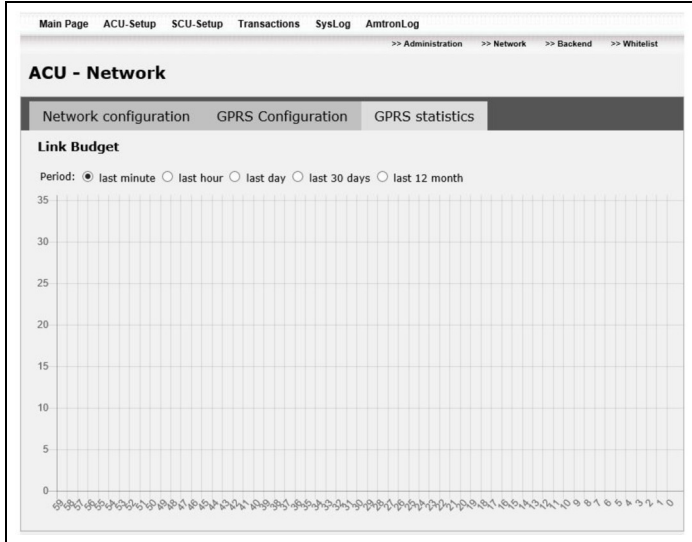 Main Page ACU-Setup SCU-Setup Transactions SysLog AmtronLog
>> Administration >> Network >> Backend >> Whitelist
ACU - Network
Network configuration GPRS Configuration GPRS statistics
Link Budget
Period: last minute last hour last day last 30 days last 12 month
35
30
25
20
15
10
5
0
59 58 57 56 55 54 53 52 51 50 49 48 47 46 45 44 43 42 41 40 39 38 37 36 35 34 33 32 31 30 29 28 27 26 25 24 23 22 21 20 19 18 17 16 15 14 13 12 11 10 9 8 7 6 5 4 3 2 1 0